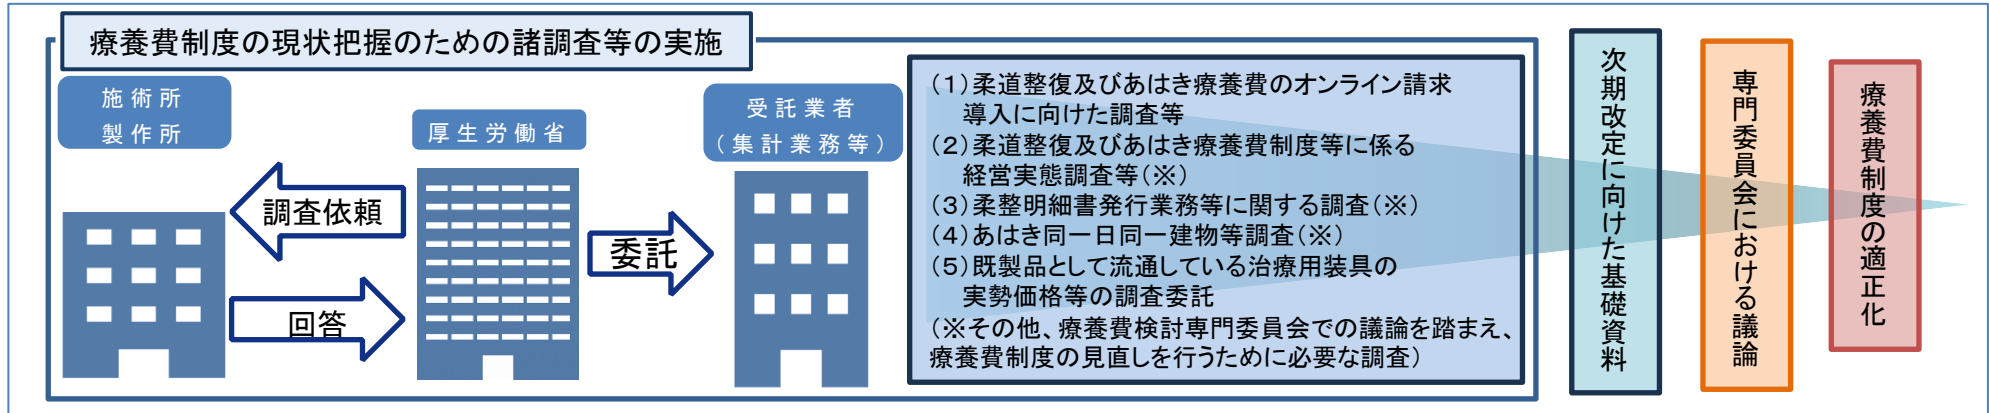 療養費制度の現状把握のための諸調査等の実施
施術所
製作所
厚生労働省
受託業者
(集計業務等)
調査依頼
回答
委託
(1)柔道整復及びあはき療養費のオンライン請求
導入に向けた調査等
(2)柔道整復及びあはき療養費制度等に係る
経営実態調査等(※)
(3)柔整明細書発行業務等に関する調査(※)
(4)あはき同一日同一建物等調査(※)
(5)既製品として流通している治療用装具の
実勢価格等の調査委託
(※その他、療養費検討専門委員会での議論を踏まえ、
療養費制度の見直しを行うために必要な調査)
次期改定に向けた基礎資料
専門委員会における議論
療養費制度の適正化